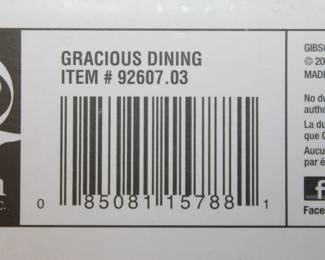 GRACIOUS DINING
ITEM # 92607.03
0 85081 15788 1
GIBS
© 20
MADE
No du
autho
La du
que G
Aucu
par é
f
Face